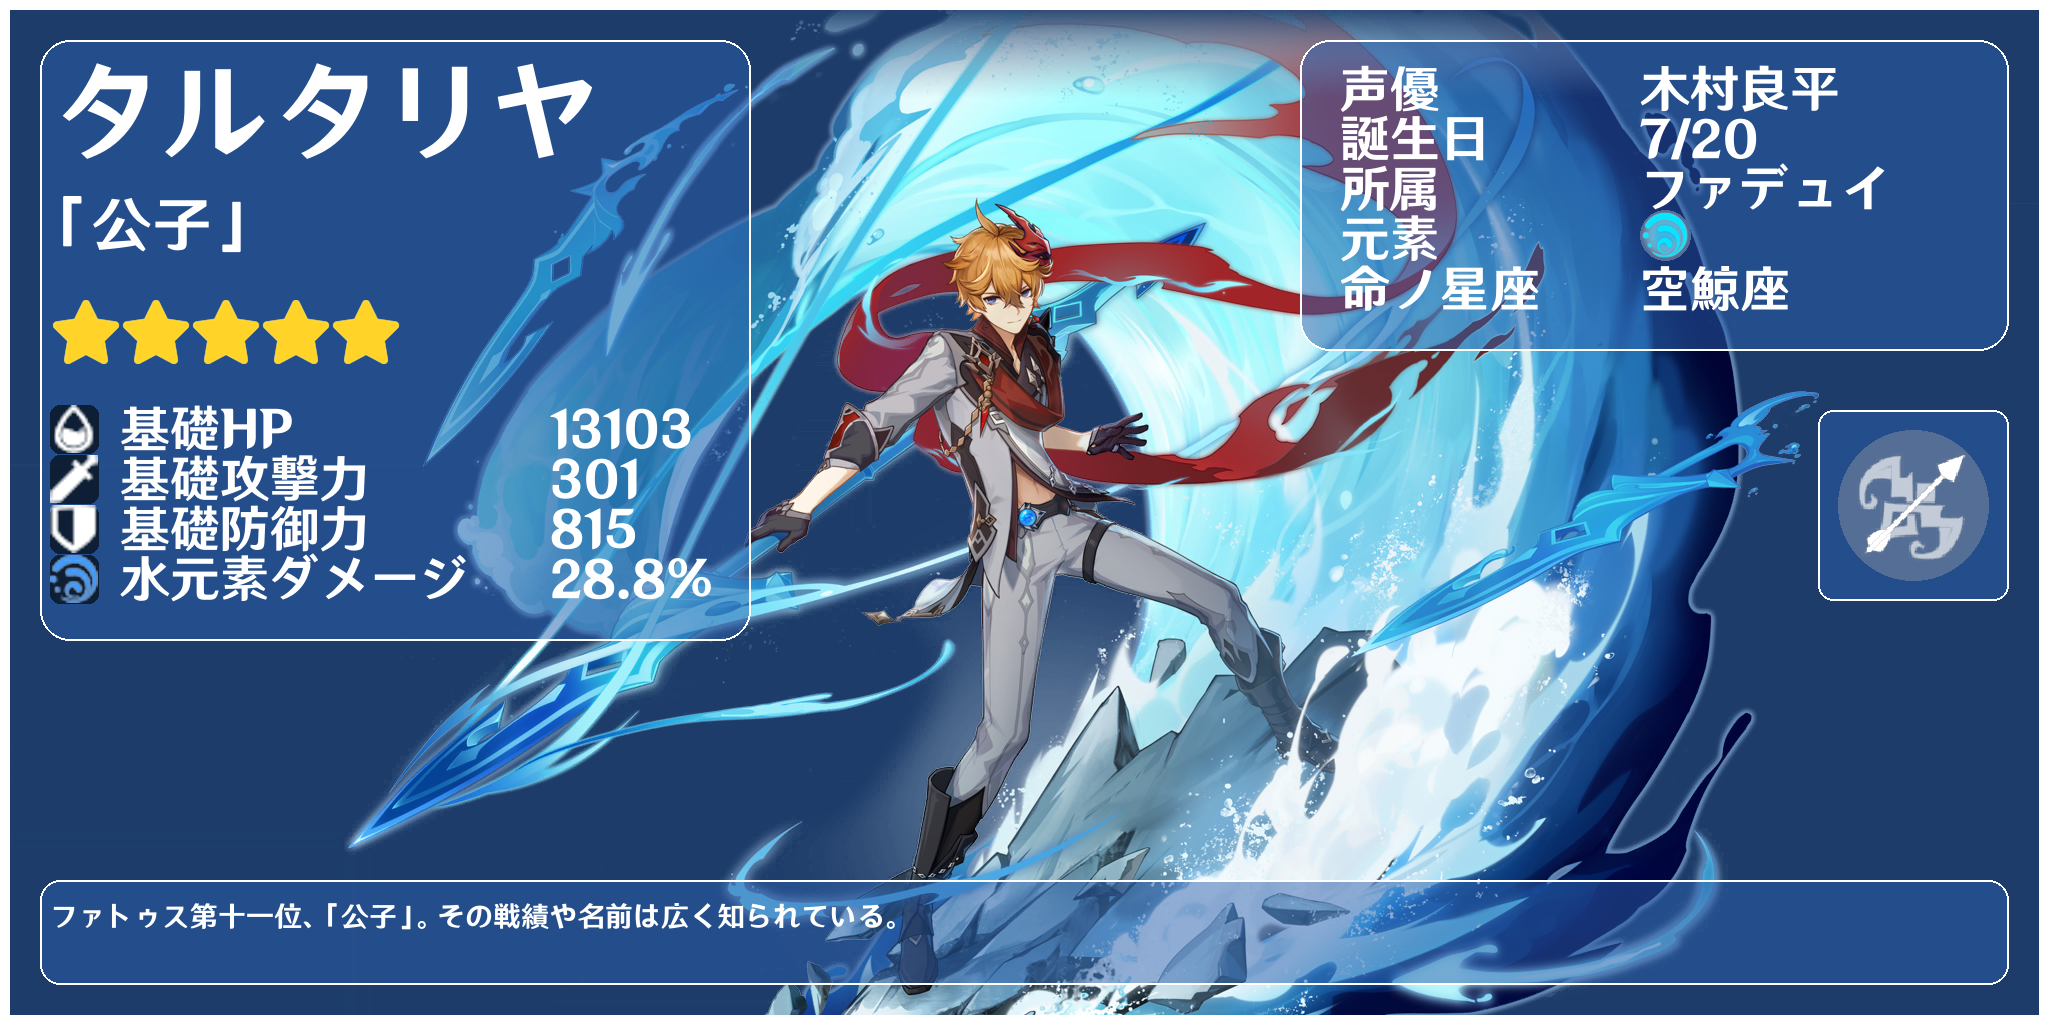 タルタリヤ
「公子」
基礎HP 13103
基礎攻撃力 301
基礎防御力 815
水元素ダメージ 28.8%
声優 木村良平
誕生日 7/20
所属 ファデュイ
元素
命ノ星座 空鯨座
ファトゥス第十一位、「公子」。その戦績や名前は広く知られている。